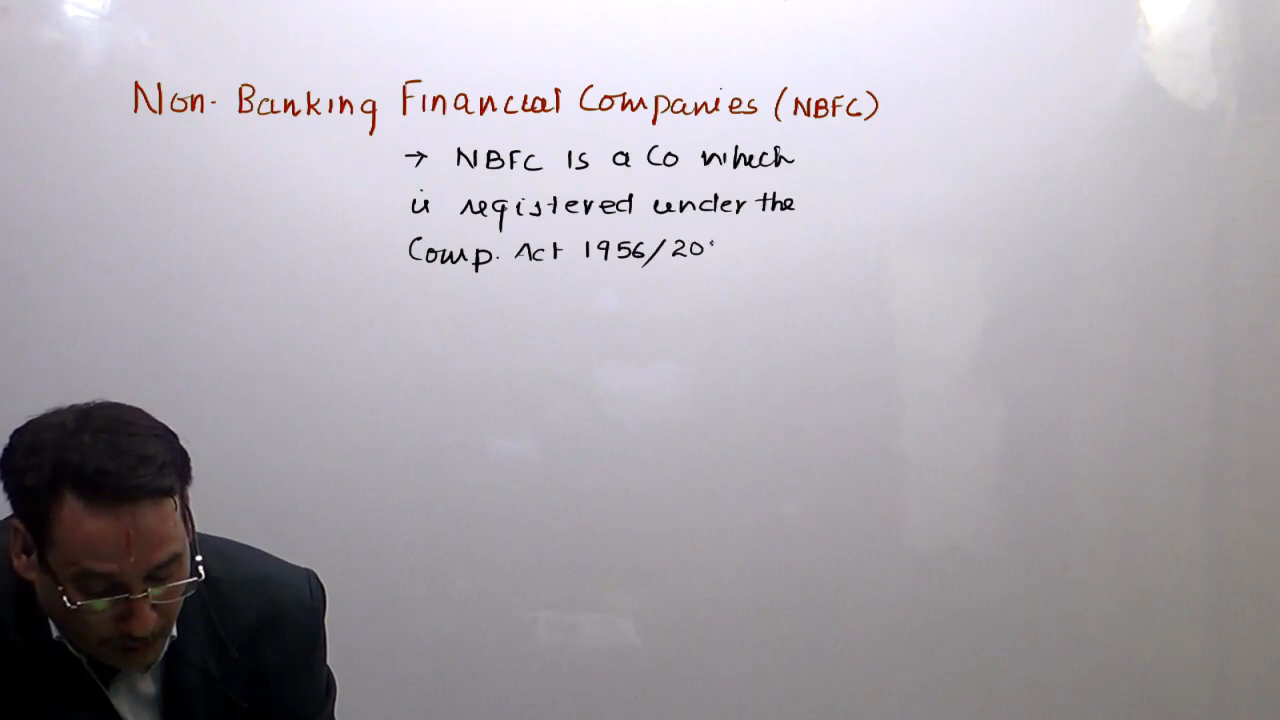 Non-Banking Financial Companies (NBFC)
→ NBFC is a Co which
is registered under the
Comp. Act 1956/20